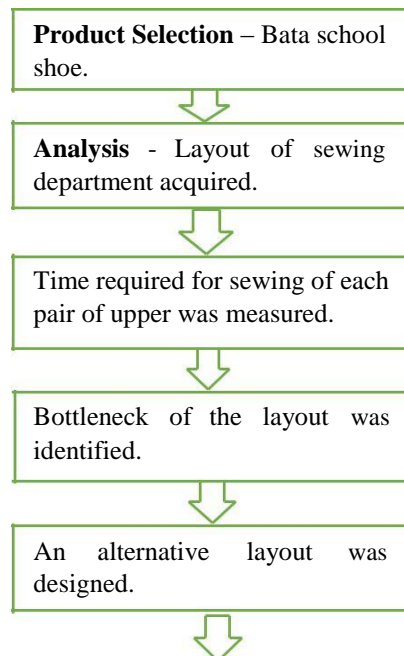 Product Selection – Bata school
shoe.
Analysis - Layout of sewing
department acquired.
Time required for sewing of each
pair of upper was measured.
Bottleneck of the layout was
identified.
An alternative layout was
designed.